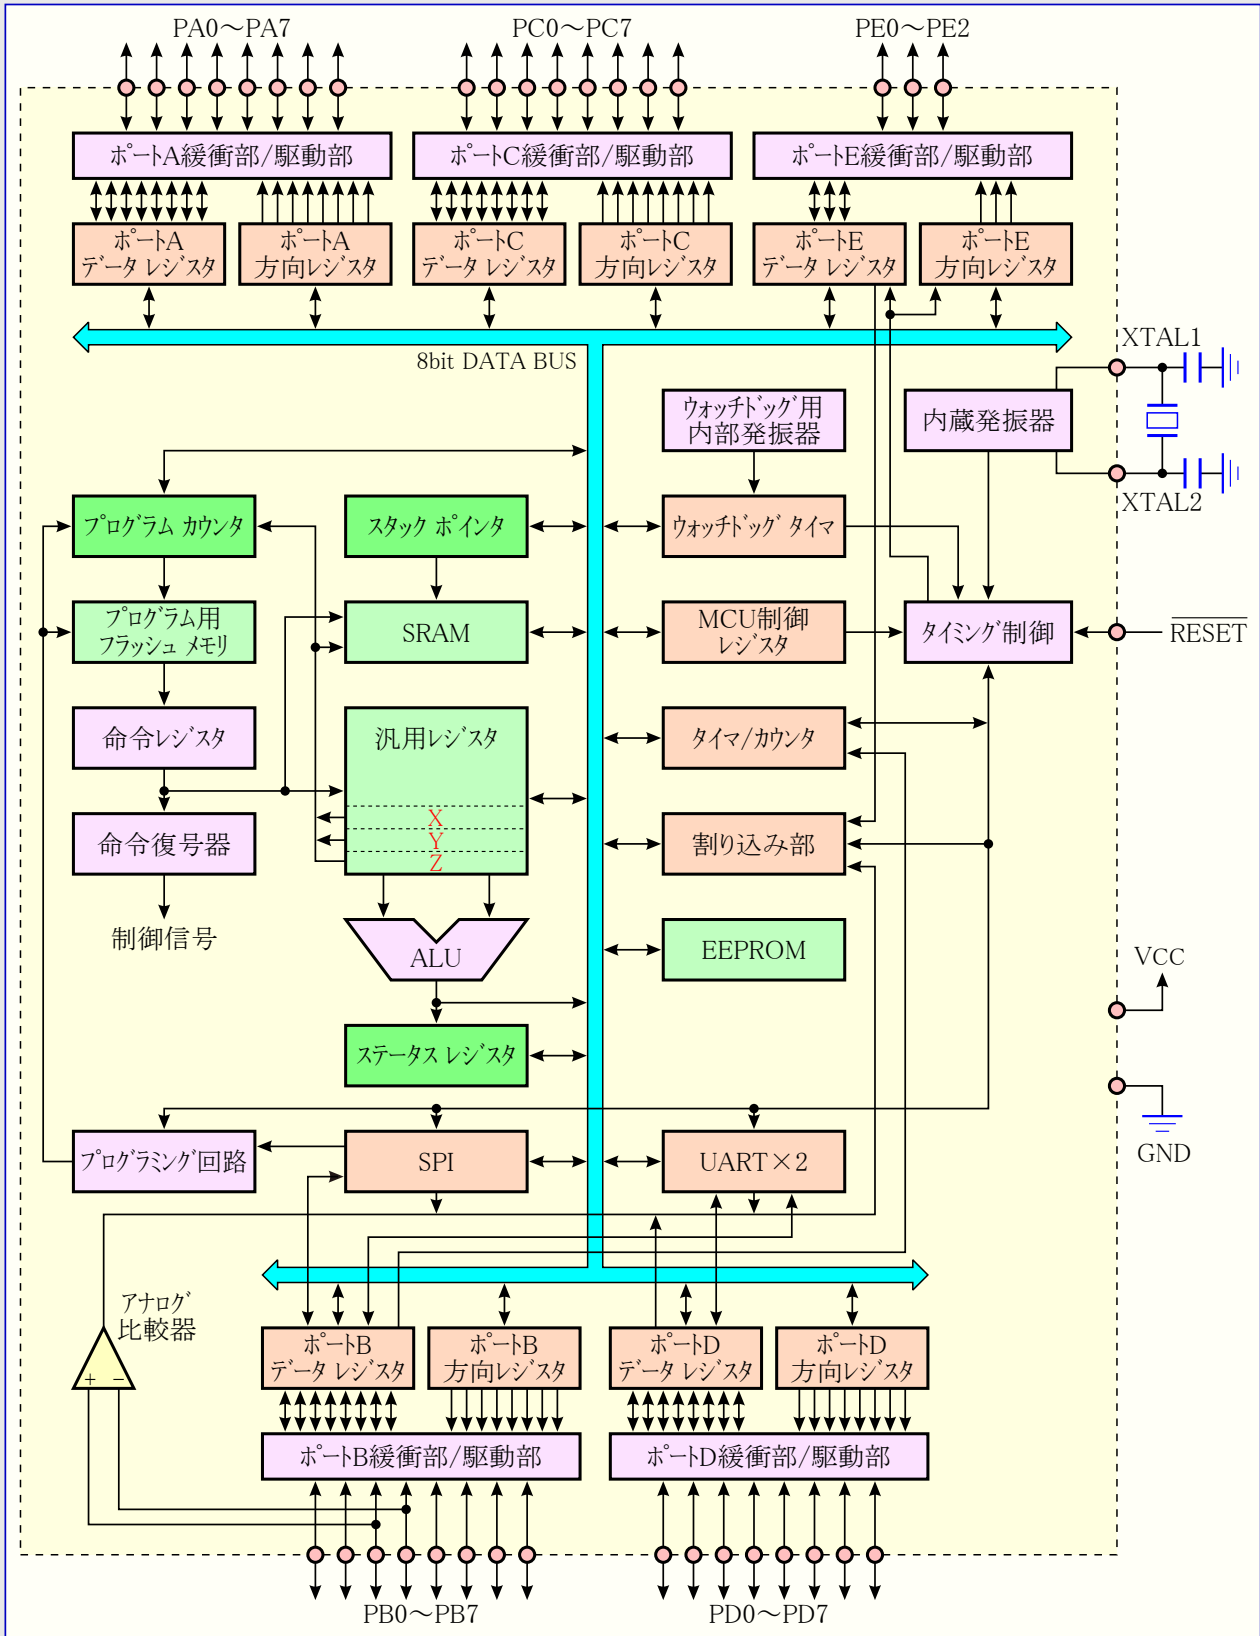 PA0～PA7
PC0～PC7
PE0～PE2
ポートA緩衝部/駆動部
ポートC緩衝部/駆動部
ポートE緩衝部/駆動部
ポートA
データ レジスタ
ポートA
方向レジスタ
ポートC
データ レジスタ
ポートC
方向レジスタ
ポートE
データ レジスタ
ポートE
方向レジスタ
8bit DATA BUS
XTAL1
ウォッチドッグ用
内部発振器
内蔵発振器
XTAL2
プログラム カウンタ
スタック ポインタ
ウォッチドッグ タイマ
プログラム用
フラッシュ メモリ
SRAM
MCU制御
レジスタ
タイミング制御
RESET
命令レジスタ
汎用レジスタ
タイマ/カウンタ
X
Y
Z
命令復号器
割り込み部
制御信号
ALU
EEPROM
VCC
ステータス レジスタ
GND
プログラミング回路
SPI
UART×2
アナログ
比較器
+ −
ポートB
データ レジスタ
ポートB
方向レジスタ
ポートD
データ レジスタ
ポートD
方向レジスタ
ポートB緩衝部/駆動部
ポートD緩衝部/駆動部
PB0～PB7
PD0～PD7